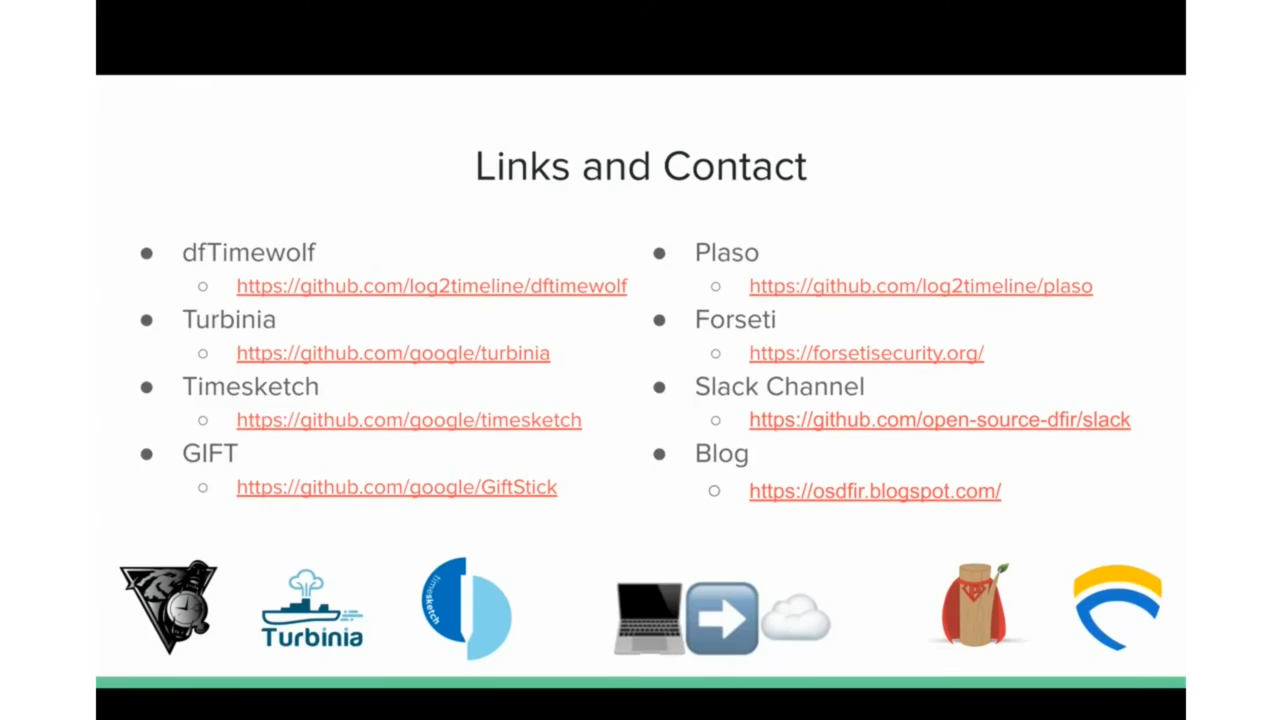 Links and Contact
dfTimewolf
https://github.com/log2timeline/dftimewolf
Turbinia
https://github.com/google/turbinia
Timesketch
https://github.com/google/timesketch
GIFT
https://github.com/google/GiftStick
Plaso
https://github.com/log2timeline/plaso
Forseti
https://forsetisecurity.org/
Slack Channel
https://github.com/open-source-dfir/slack
Blog
https://osdfir.blogspot.com/
Turbinia
timesketch